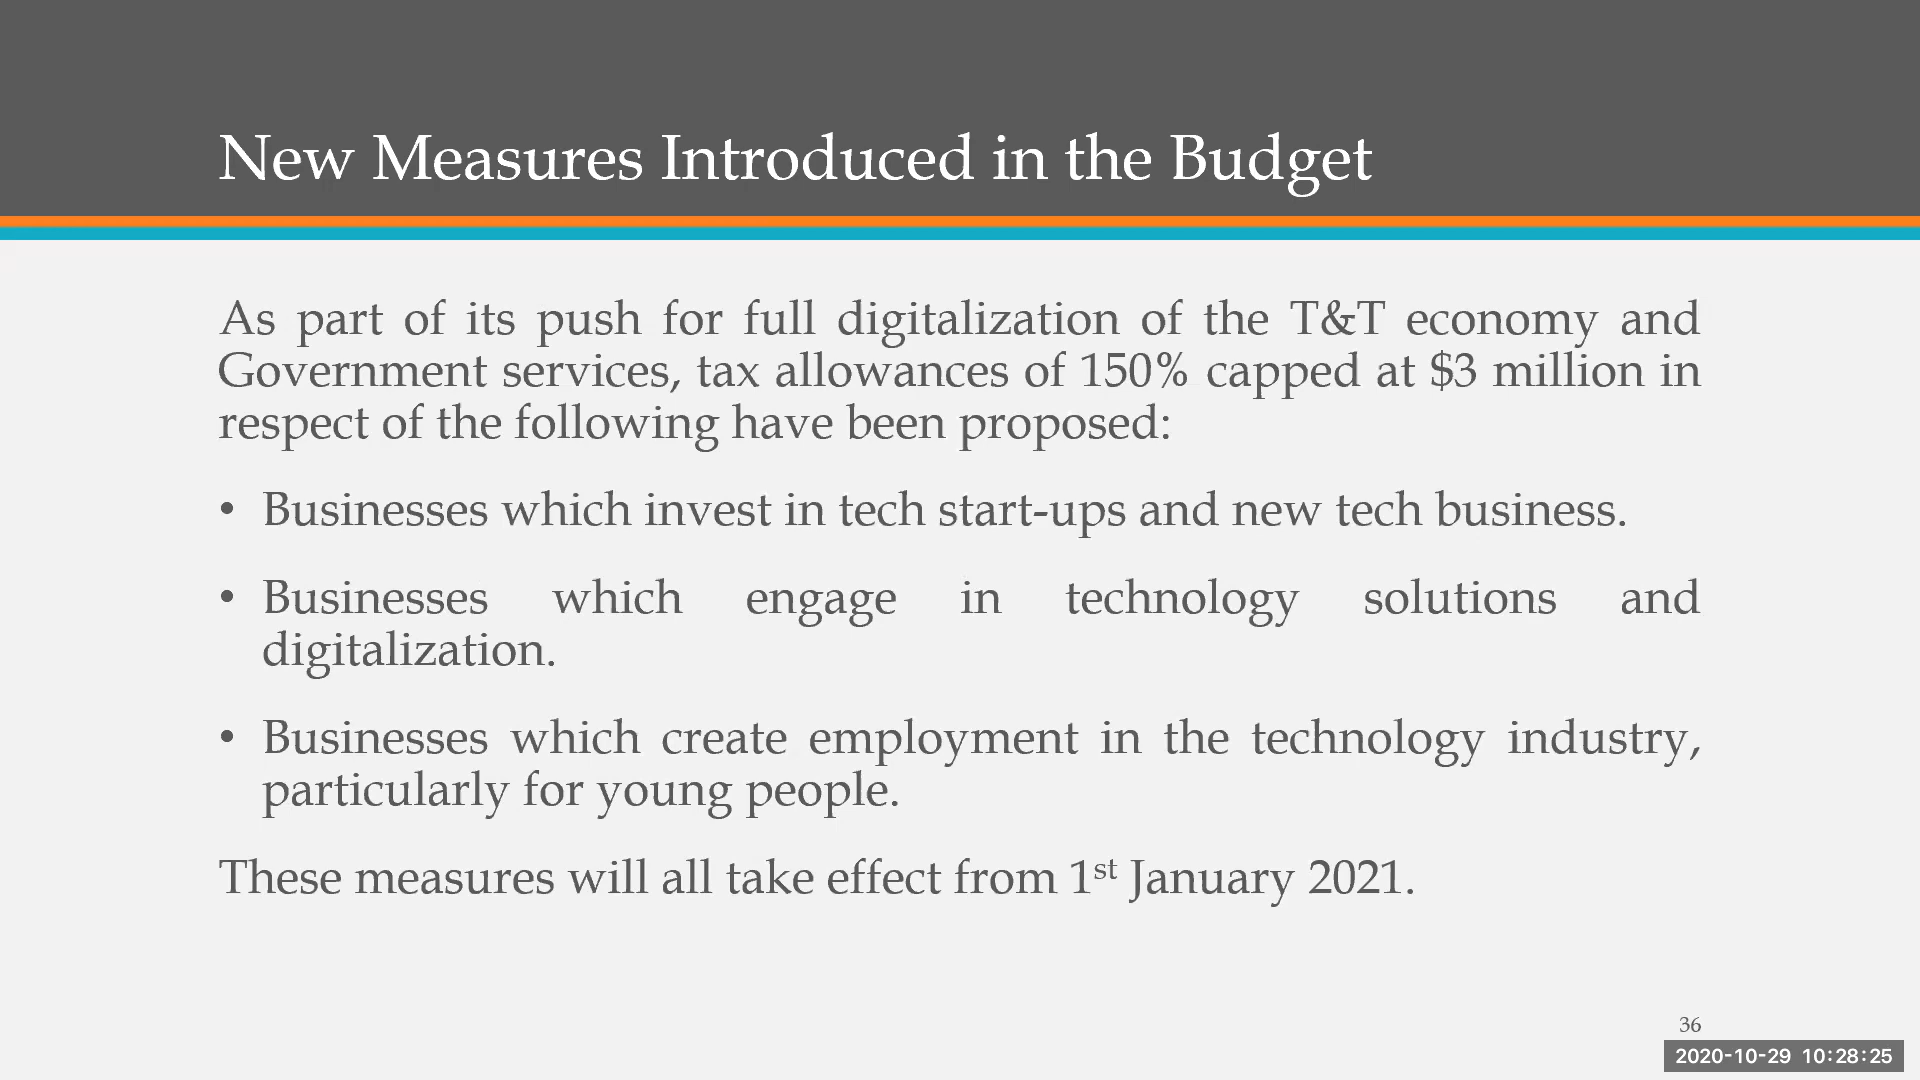 New Measures Introduced in the Budget
As part of its push for full digitalization of the T&T economy and
Government services, tax allowances of 150% capped at $3 million in
respect of the following have been proposed:
• Businesses which invest in tech start-ups and new tech business.
• Businesses which engage in technology solutions and
digitalization.
• Businesses which create employment in the technology industry,
particularly for young people.
These measures will all take effect from 1st January 2021.
36
2020-10-29 10:28:25